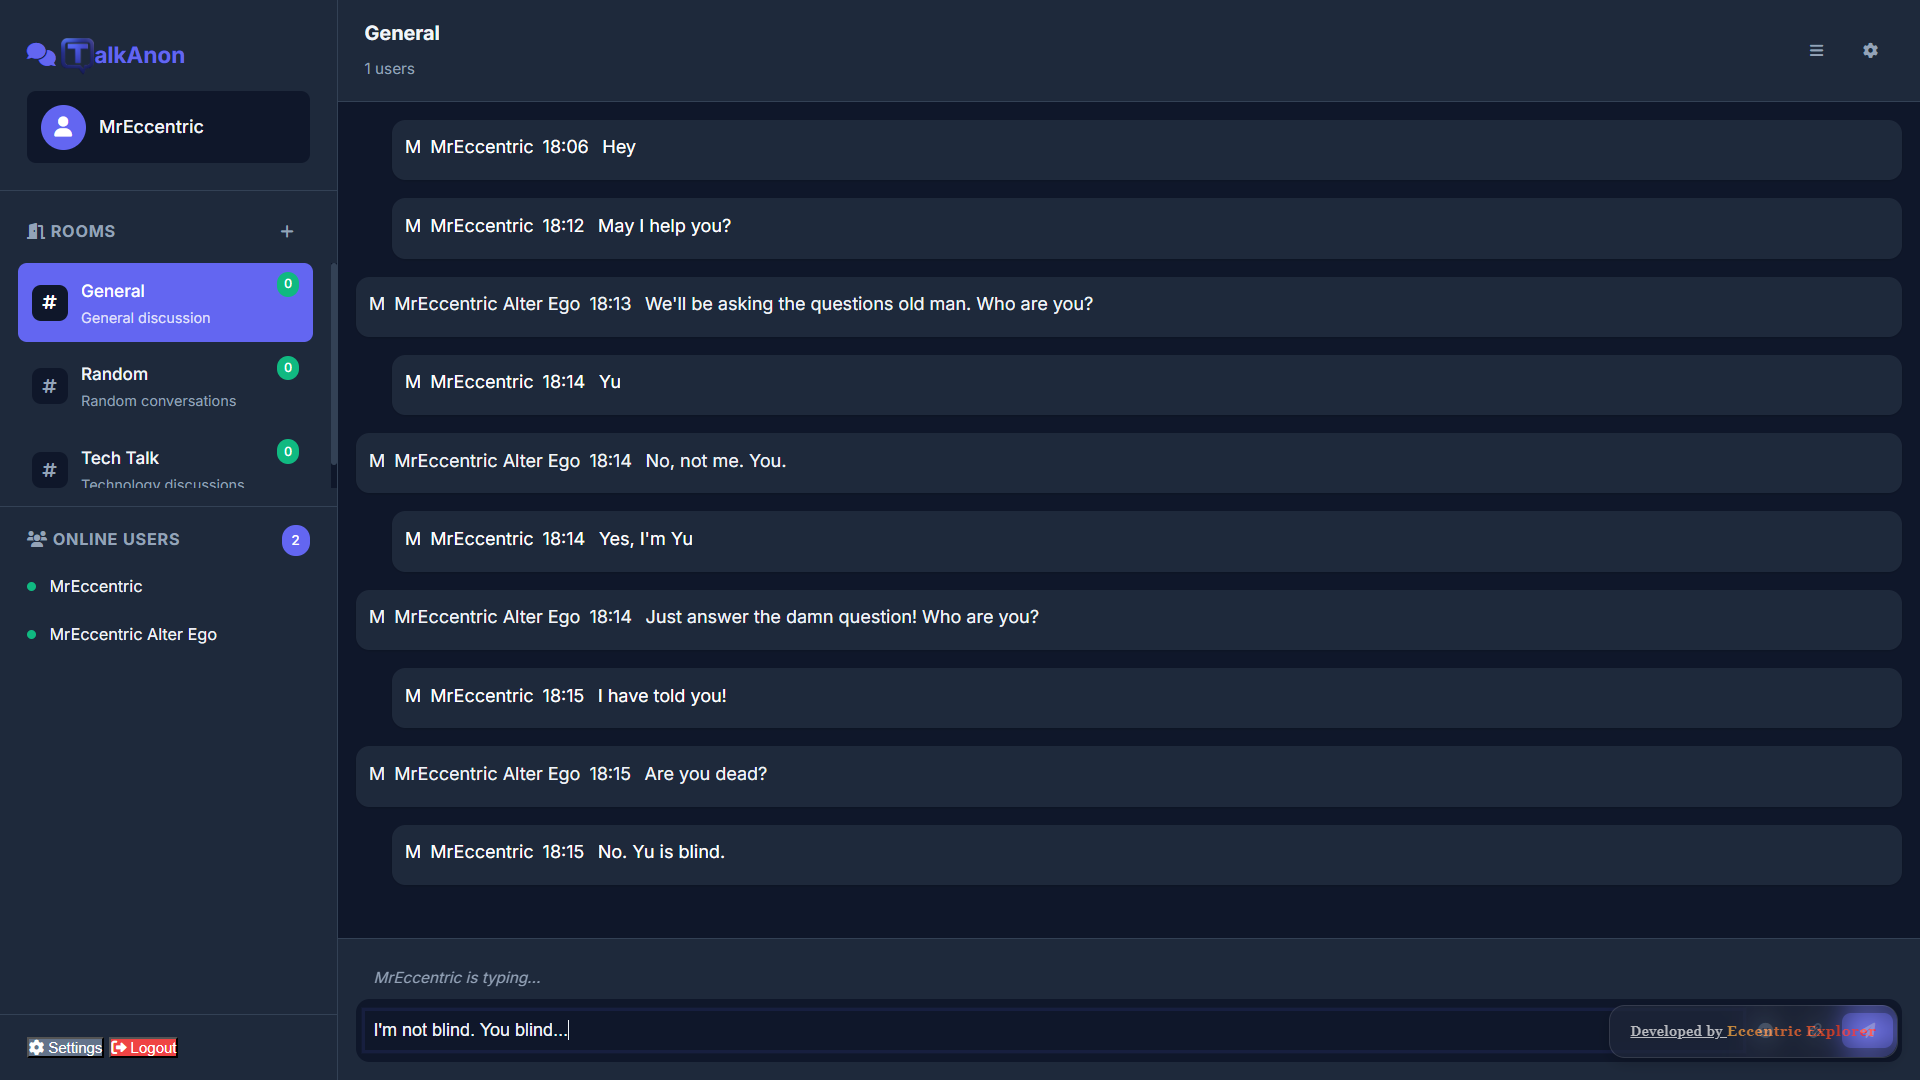 TalkAnon
MrEccentric
ROOMS +
General 0
General discussion
Random 0
Random conversations
Tech Talk 0
Technology discussions
ONLINE USERS 2
MrEccentric
MrEccentric Alter Ego
Settings Logout
General
1 users
M MrEccentric 18:06 Hey
M MrEccentric 18:12 May I help you?
M MrEccentric Alter Ego 18:13 We'll be asking the questions old man. Who are you?
M MrEccentric 18:14 Yu
M MrEccentric Alter Ego 18:14 No, not me. You.
M MrEccentric 18:14 Yes, I'm Yu
M MrEccentric Alter Ego 18:14 Just answer the damn question! Who are you?
M MrEccentric 18:15 I have told you!
M MrEccentric Alter Ego 18:15 Are you dead?
M MrEccentric 18:15 No. Yu is blind.
MrEccentric is typing...
I'm not blind. You blind...
Developed by Eccentric Explorer